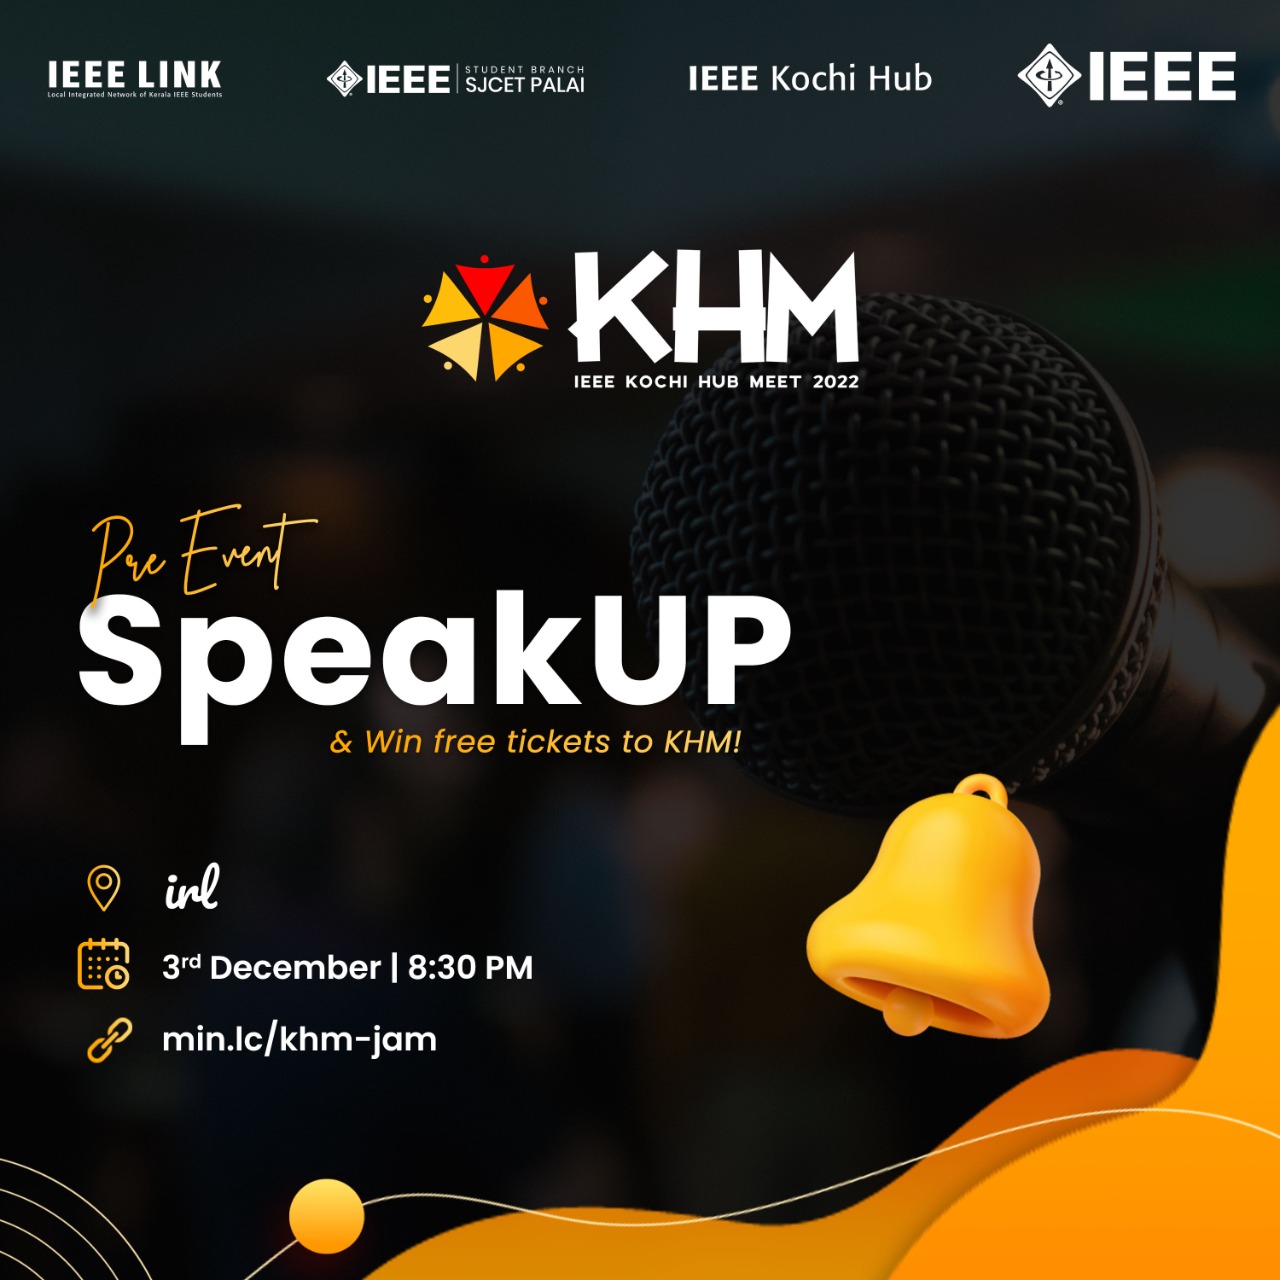 IEEE LINK
Local Integrated Network of Kerala IEEE Students
IEEE
STUDENT BRANCH
SJCET PALAI
IEEE Kochi Hub
IEEE
KHM
IEEE KOCHI HUB MEET 2022
Pre Event
SpeakUP
& Win free tickets to KHM!
irl
3rd December | 8:30 PM
min.lc/khm-jam